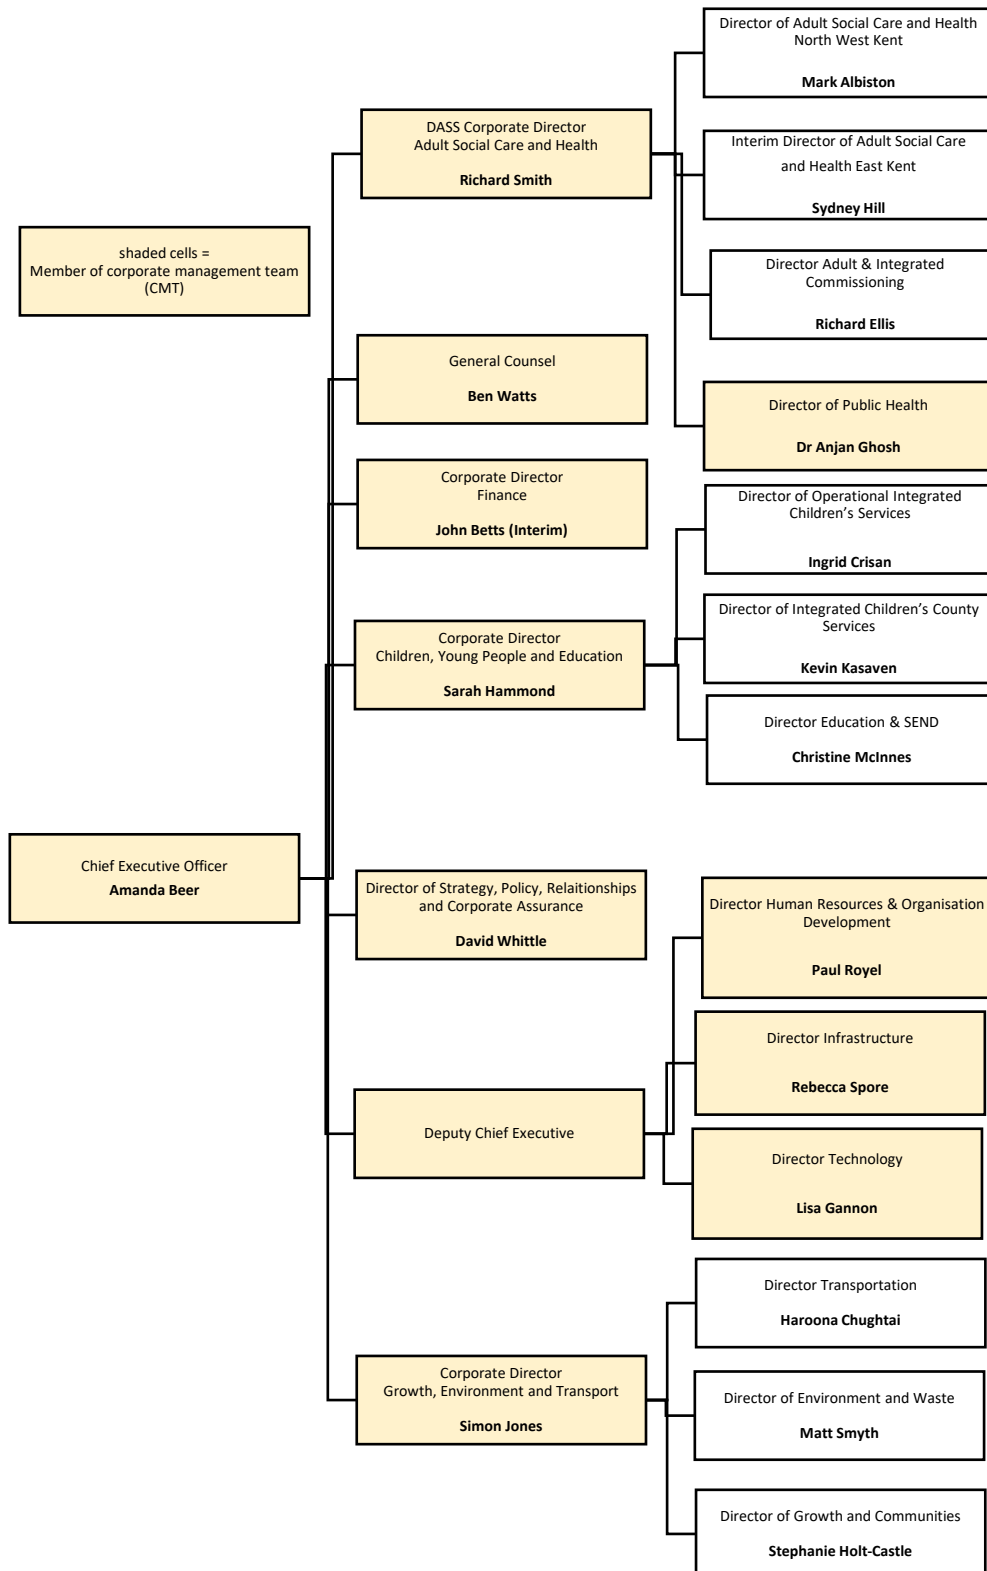 Director of Adult Social Care and Health
North West Kent
Mark Albiston
DASS Corporate Director
Adult Social Care and Health
Richard Smith
Interim Director of Adult Social Care
and Health East Kent
Sydney Hill
shaded cells =
Member of corporate management team
(CMT)
Director Adult & Integrated
Commissioning
Richard Ellis
General Counsel
Ben Watts
Director of Public Health
Dr Anjan Ghosh
Corporate Director
Finance
John Betts (Interim)
Director of Operational Integrated
Children’s Services
Ingrid Crisan
Corporate Director
Children, Young People and Education
Sarah Hammond
Director of Integrated Children’s County
Services
Kevin Kasaven
Director Education & SEND
Christine McInnes
Chief Executive Officer
Amanda Beer
Director of Strategy, Policy, Relaitionships
and Corporate Assurance
David Whittle
Director Human Resources & Organisation
Development
Paul Royel
Director Infrastructure
Rebecca Spore
Deputy Chief Executive
Director Technology
Lisa Gannon
Director Transportation
Haroona Chughtai
Corporate Director
Growth, Environment and Transport
Simon Jones
Director of Environment and Waste
Matt Smyth
Director of Growth and Communities
Stephanie Holt-Castle